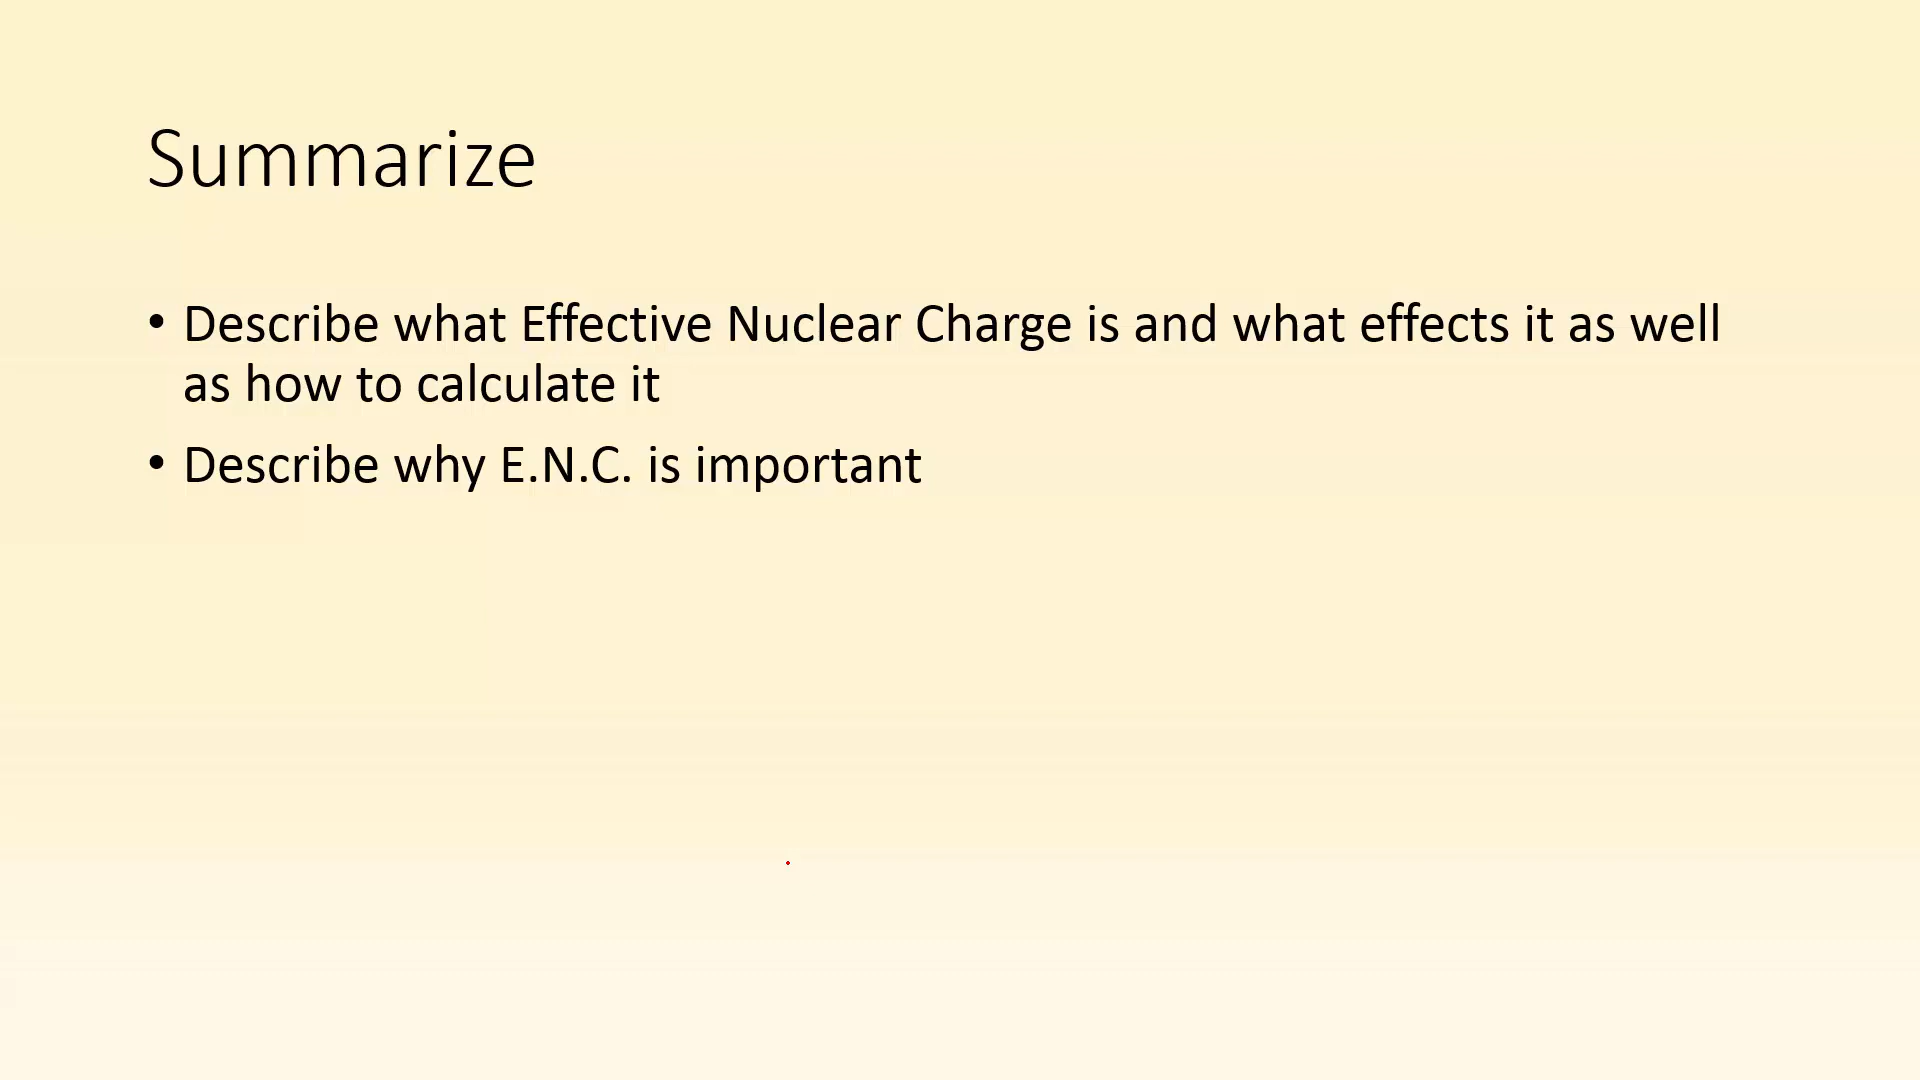 Summarize
• Describe what Effective Nuclear Charge is and what effects it as well
as how to calculate it
• Describe why E.N.C. is important